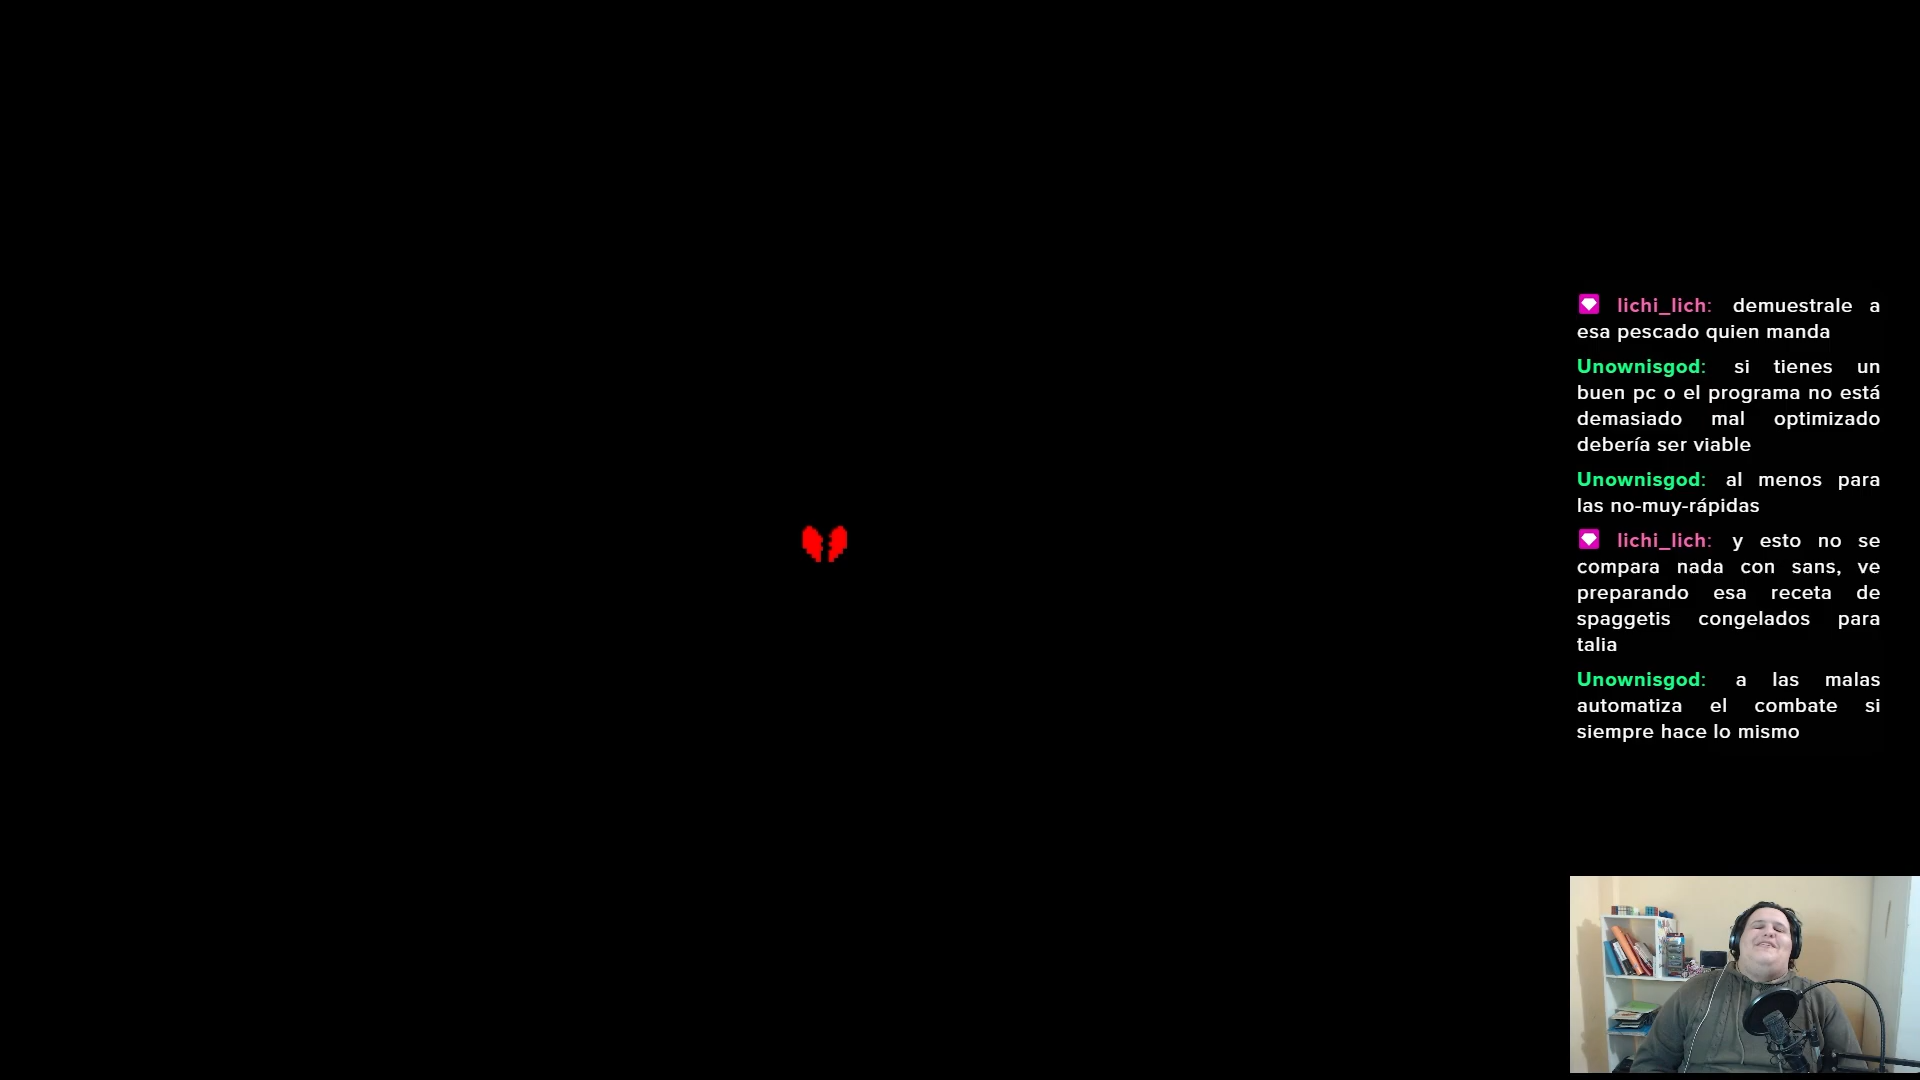 lichi_lich: demuestrale a
esa pescado quien manda
Unownisgod: si tienes un
buen pc o el programa no está
demasiado mal optimizado
debería ser viable
Unownisgod: al menos para
las no-muy-rápidas
lichi_lich: y esto no se
compara nada con sans, ve
preparando esa receta de
spaggetis congelados para
talia
Unownisgod: a las malas
automatiza el combate si
siempre hace lo mismo